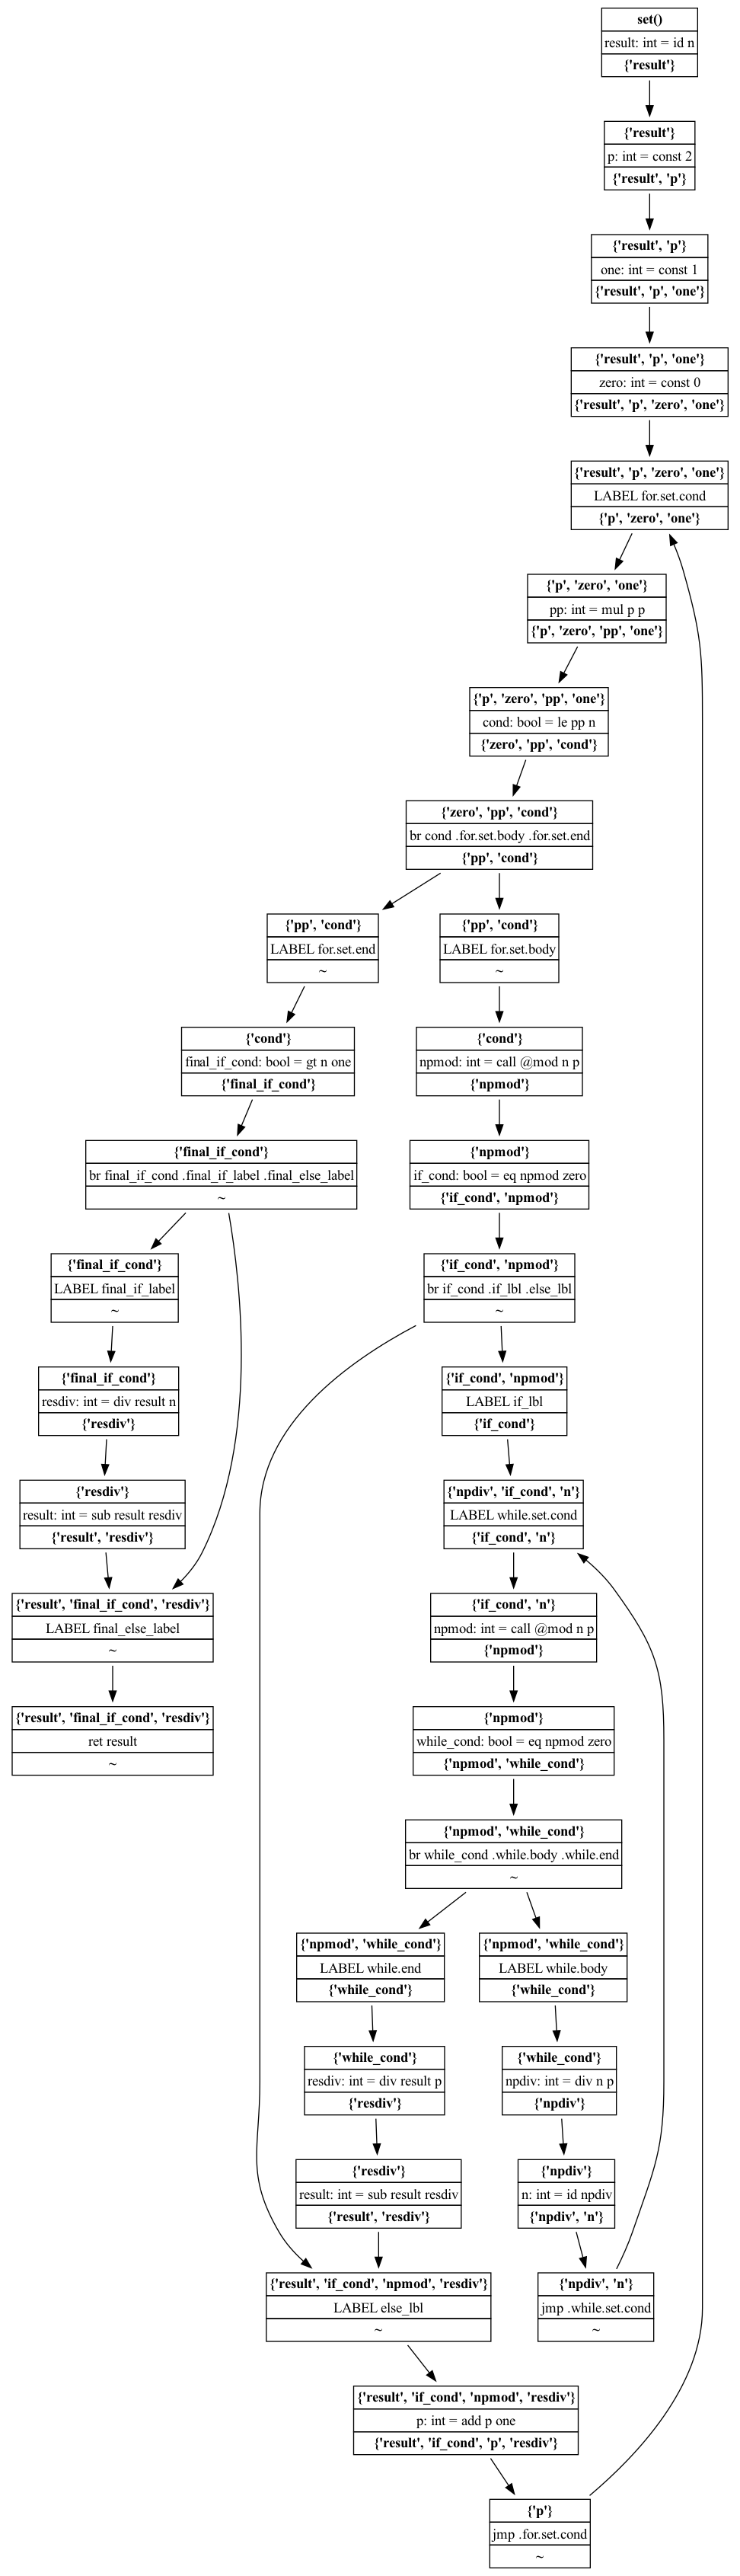 set()
result: int = id n
{'result'}
{'result'}
p: int = const 2
{'result', 'p'}
{'result', 'p'}
one: int = const 1
{'result', 'p', 'one'}
{'result', 'p', 'one'}
zero: int = const 0
{'result', 'p', 'zero', 'one'}
{'result', 'p', 'zero', 'one'}
LABEL for.set.cond
{'p', 'zero', 'one'}
{'p', 'zero', 'one'}
pp: int = mul p p
{'p', 'zero', 'pp', 'one'}
{'p', 'zero', 'pp', 'one'}
cond: bool = le pp n
{'zero', 'pp', 'cond'}
{'zero', 'pp', 'cond'}
br cond .for.set.body .for.set.end
{'pp', 'cond'}
{'pp', 'cond'}
LABEL for.set.end
~
{'pp', 'cond'}
LABEL for.set.body
~
{'cond'}
final_if_cond: bool = gt n one
{'final_if_cond'}
{'cond'}
npmod: int = call @mod n p
{'npmod'}
{'final_if_cond'}
br final_if_cond .final_if_label .final_else_label
~
{'npmod'}
if_cond: bool = eq npmod zero
{'if_cond', 'npmod'}
{'final_if_cond'}
LABEL final_if_label
~
{'if_cond', 'npmod'}
br if_cond .if_lbl .else_lbl
~
{'final_if_cond'}
resdiv: int = div result n
{'resdiv'}
{'if_cond', 'npmod'}
LABEL if_lbl
{'if_cond'}
{'resdiv'}
result: int = sub result resdiv
{'result', 'resdiv'}
{'npdiv', 'if_cond', 'n'}
LABEL while.set.cond
{'if_cond', 'n'}
{'result', 'final_if_cond', 'resdiv'}
LABEL final_else_label
~
{'if_cond', 'n'}
npmod: int = call @mod n p
{'npmod'}
{'result', 'final_if_cond', 'resdiv'}
ret result
~
{'npmod'}
while_cond: bool = eq npmod zero
{'npmod', 'while_cond'}
{'npmod', 'while_cond'}
br while_cond .while.body .while.end
~
{'npmod', 'while_cond'}
LABEL while.end
{'while_cond'}
{'npmod', 'while_cond'}
LABEL while.body
{'while_cond'}
{'while_cond'}
resdiv: int = div result p
{'resdiv'}
{'while_cond'}
npdiv: int = div n p
{'npdiv'}
{'resdiv'}
result: int = sub result resdiv
{'result', 'resdiv'}
{'npdiv'}
n: int = id npdiv
{'npdiv', 'n'}
{'result', 'if_cond', 'npmod', 'resdiv'}
LABEL else_lbl
~
{'npdiv', 'n'}
jmp .while.set.cond
~
{'result', 'if_cond', 'npmod', 'resdiv'}
p: int = add p one
{'result', 'if_cond', 'p', 'resdiv'}
{'p'}
jmp .for.set.cond
~